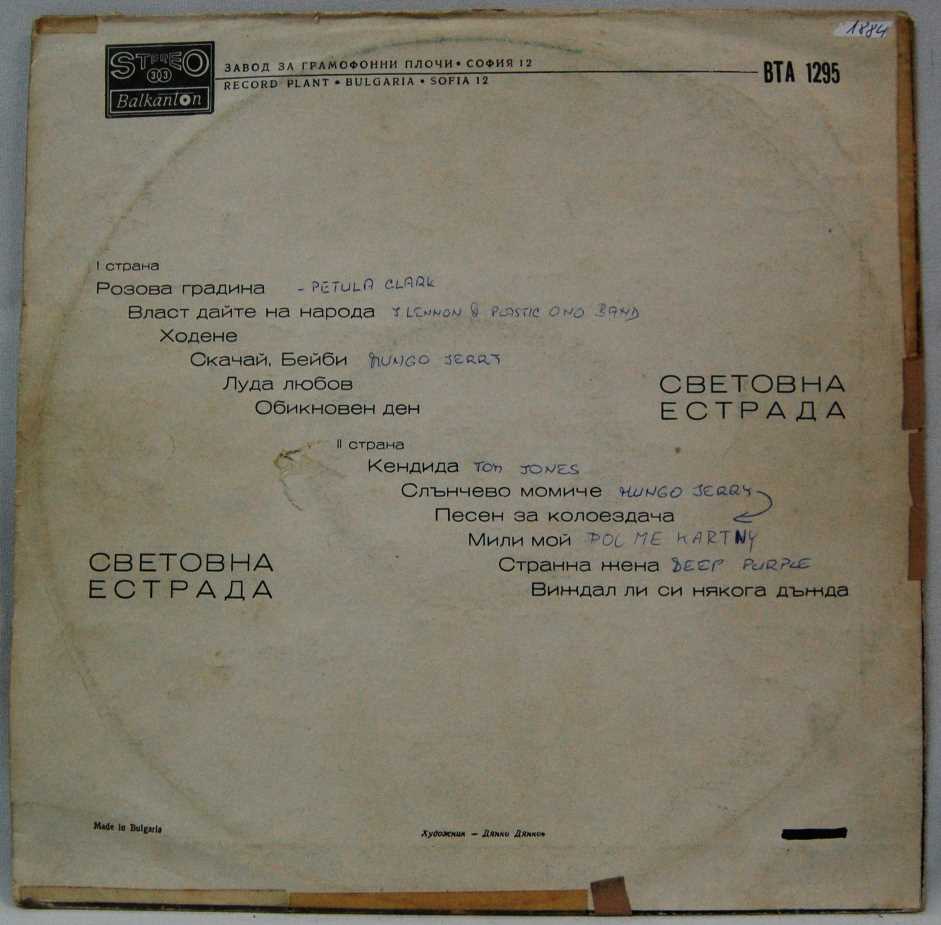 1884
STEREO
303
Balkanton
ЗАВОД ЗА ГРАМОФОННИ ПЛОЧИ • СОФИЯ 12
RECORD PLANT • BULGARIA • SOFIA 12
ВТА 1295
I страна
Розова градина - PETULA CLARK
Власт дайте на народа J LENNON & PLASTIC ONO BAND
Ходене
Скачай, Бейби MUNGO JERRY
Луда любов
Обикновен ден
СВЕТОВНА
ЕСТРАДА
II страна
Кендида TOM JONES
Слънчево момиче MUNGO JERRY
Песен за колоездача
Мили мой POL ME KARTNY
Странна жена DEEP PURPLE
Виждал ли си някога дъжда
СВЕТОВНА
ЕСТРАДА
Made in Bulgaria
Художник — Дянко Дянков